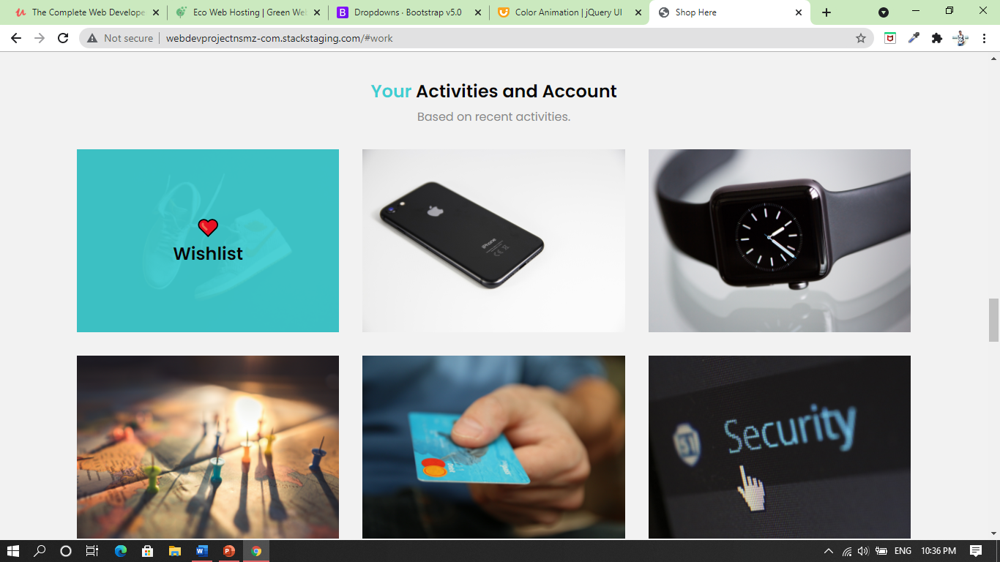 The Complete Web Develope
Eco Web Hosting | Green Wel
Dropdowns · Bootstrap v5.0
Color Animation | jQuery UI
Shop Here
Not secure
webdevprojectnsmz-com.stackstaging.com/#work
Your Activities and Account
Based on recent activities.
Wishlist
iPhone
Security
ENG
10:36 PM